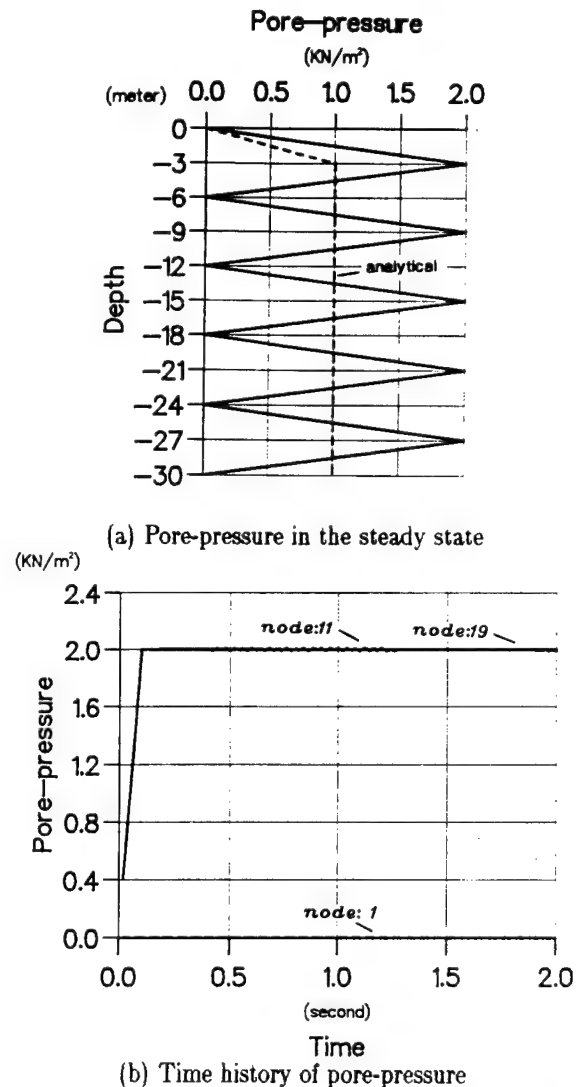 Pore-pressure
(KN/m²)
(meter) 0.0 0.5 1.0 1.5 2.0
0
-3
-6
-9
-12
-15
-18
-21
-24
-27
-30
Depth
analytical
(a) Pore-pressure in the steady state
(KN/m²)
2.4
2.0
1.6
1.2
0.8
0.4
0.0
Pore-pressure
node:11
node:19
node: 1
0.0 0.5 1.0 1.5 2.0
(second)
Time
(b) Time history of pore-pressure